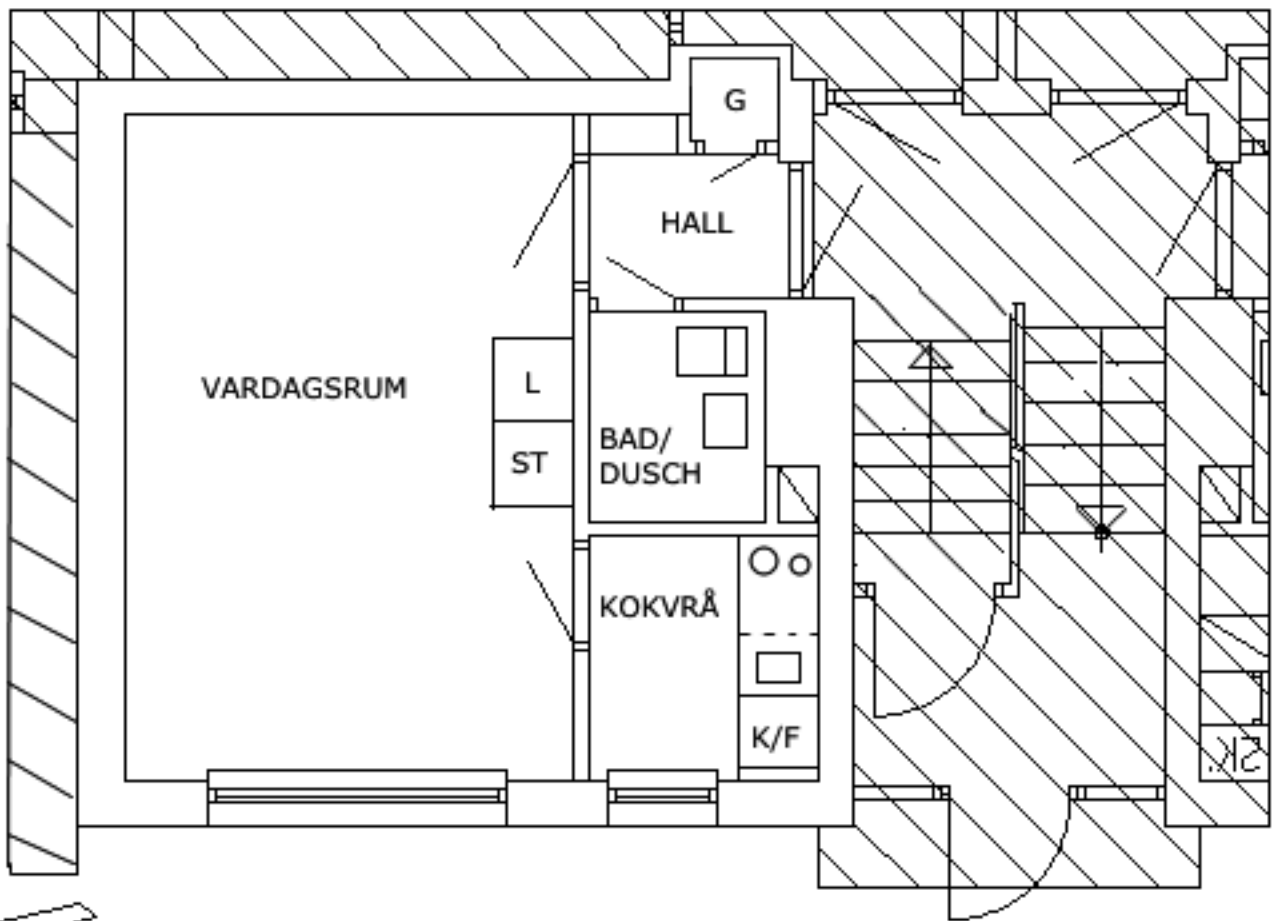 G
HALL
VARDAGSRUM
L
ST
BAD/
DUSCH
KOKVRÅ
K/F